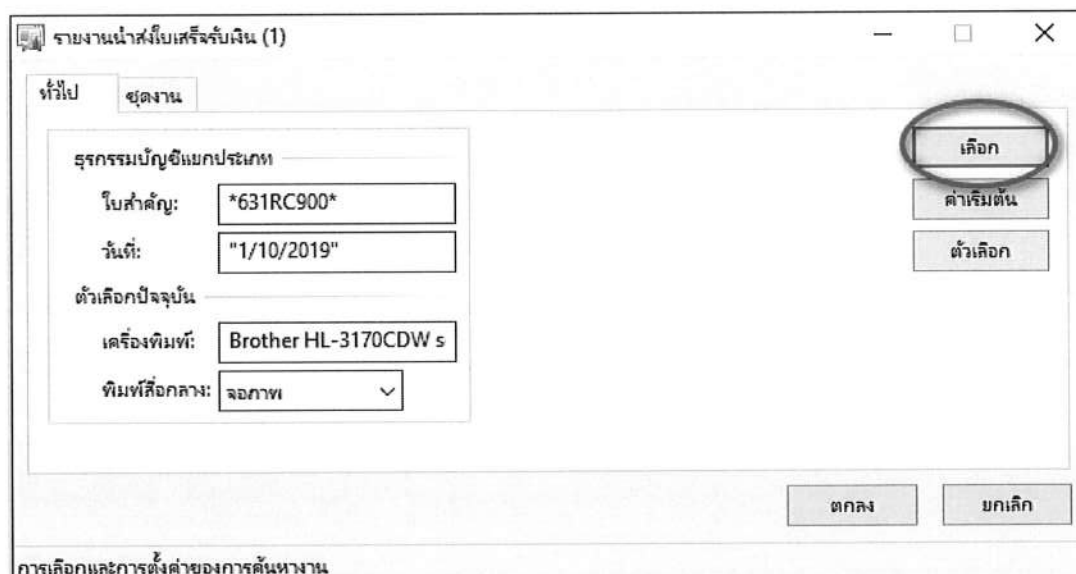 รายงานนำส่งใบเสร็จรับเงิน (1)
ทั่วไป
ชุดงาน
ธุรกรรมบัญชีแยกประเภท
ใบสำคัญ:
*631RC900*
วันที่:
"1/10/2019"
ตัวเลือกปัจจุบัน
เครื่องพิมพ์:
Brother HL-3170CDW s
พิมพ์สื่อกลาง:
จอภาพ
เลือก
ค่าเริ่มต้น
ตัวเลือก
ตกลง
ยกเลิก
การเลือกและการตั้งค่าของการค้นหางาน